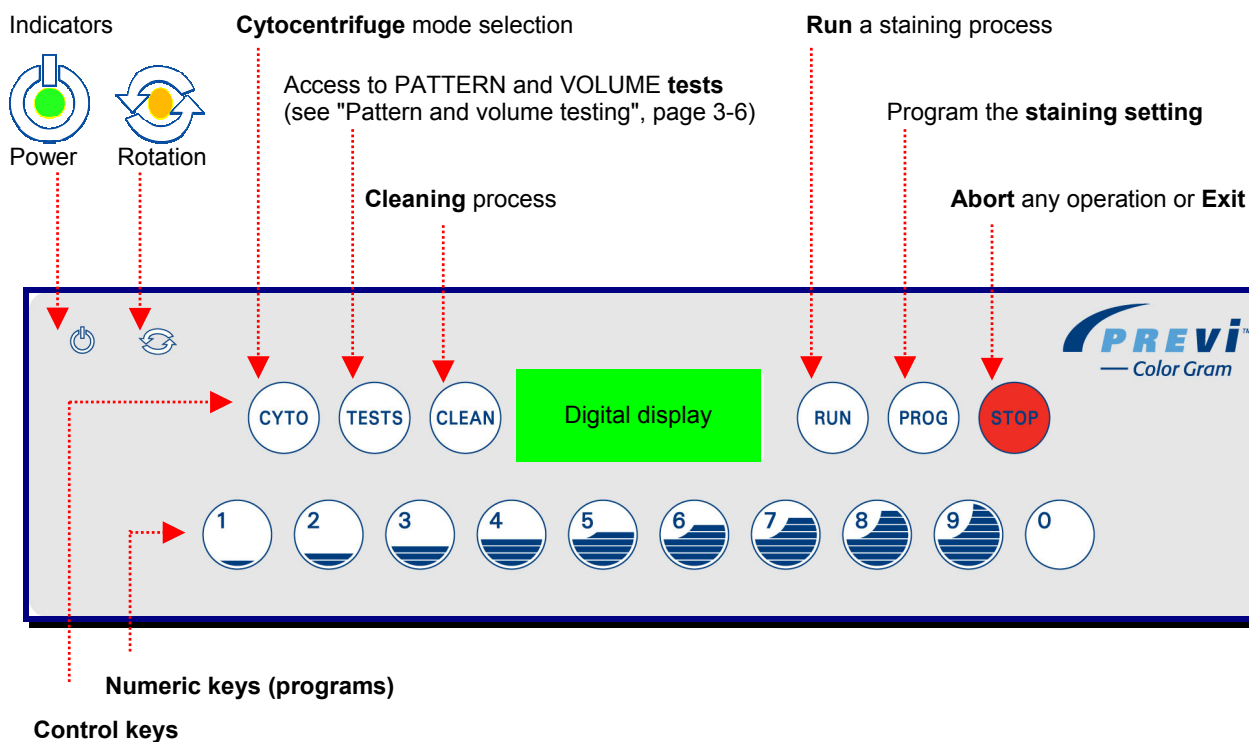 Indicators
Cytocentrifuge mode selection
Run a staining process
Access to PATTERN and VOLUME tests
(see "Pattern and volume testing", page 3-6)
Program the staining setting
Power
Rotation
Cleaning process
Abort any operation or Exit
PREVi™
Color Gram
CYTO
TESTS
CLEAN
Digital display
RUN
PROG
STOP
1
2
3
4
5
6
7
8
9
0
Numeric keys (programs)
Control keys